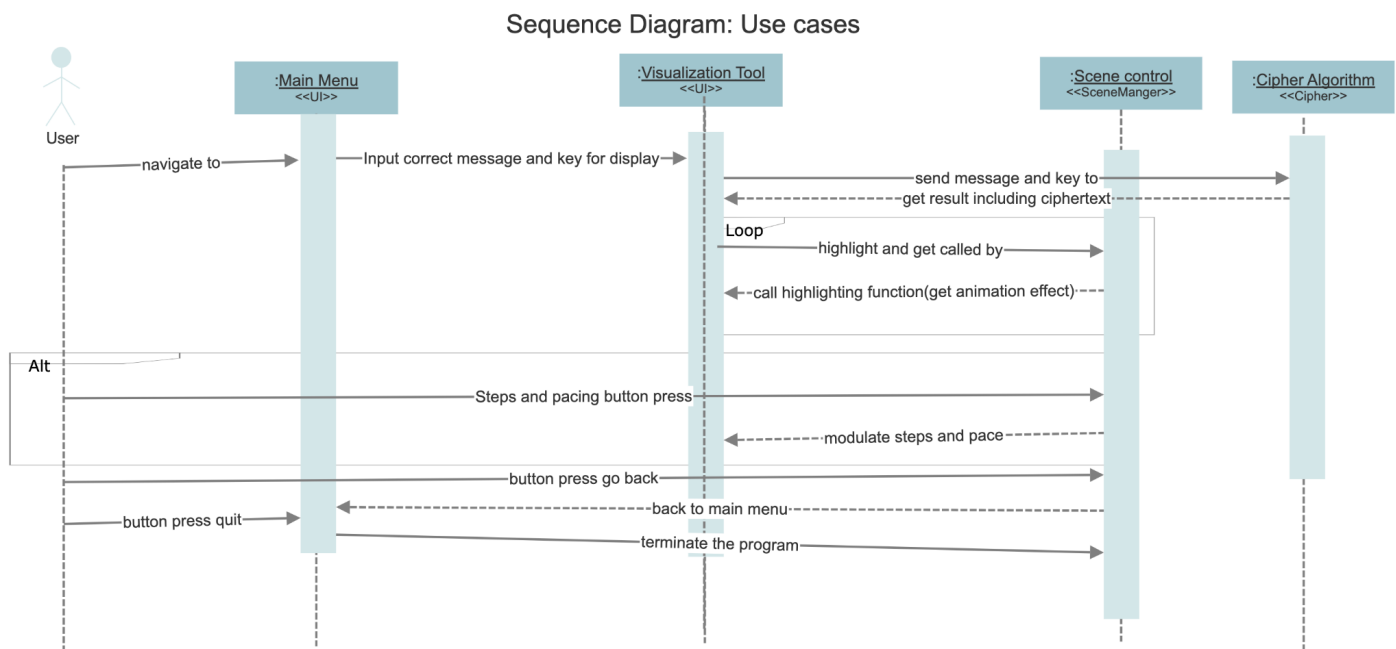 Sequence Diagram: Use cases
User
:Main Menu
<<UI>>
:Visualization Tool
<<UI>>
:Scene control
<<SceneManger>>
:Cipher Algorithm
<<Cipher>>
navigate to
Input correct message and key for display
send message and key to
get result including ciphertext
Loop
highlight and get called by
call highlighting function(get animation effect)
Alt
Steps and pacing button press
modulate steps and pace
button press go back
back to main menu
button press quit
terminate the program